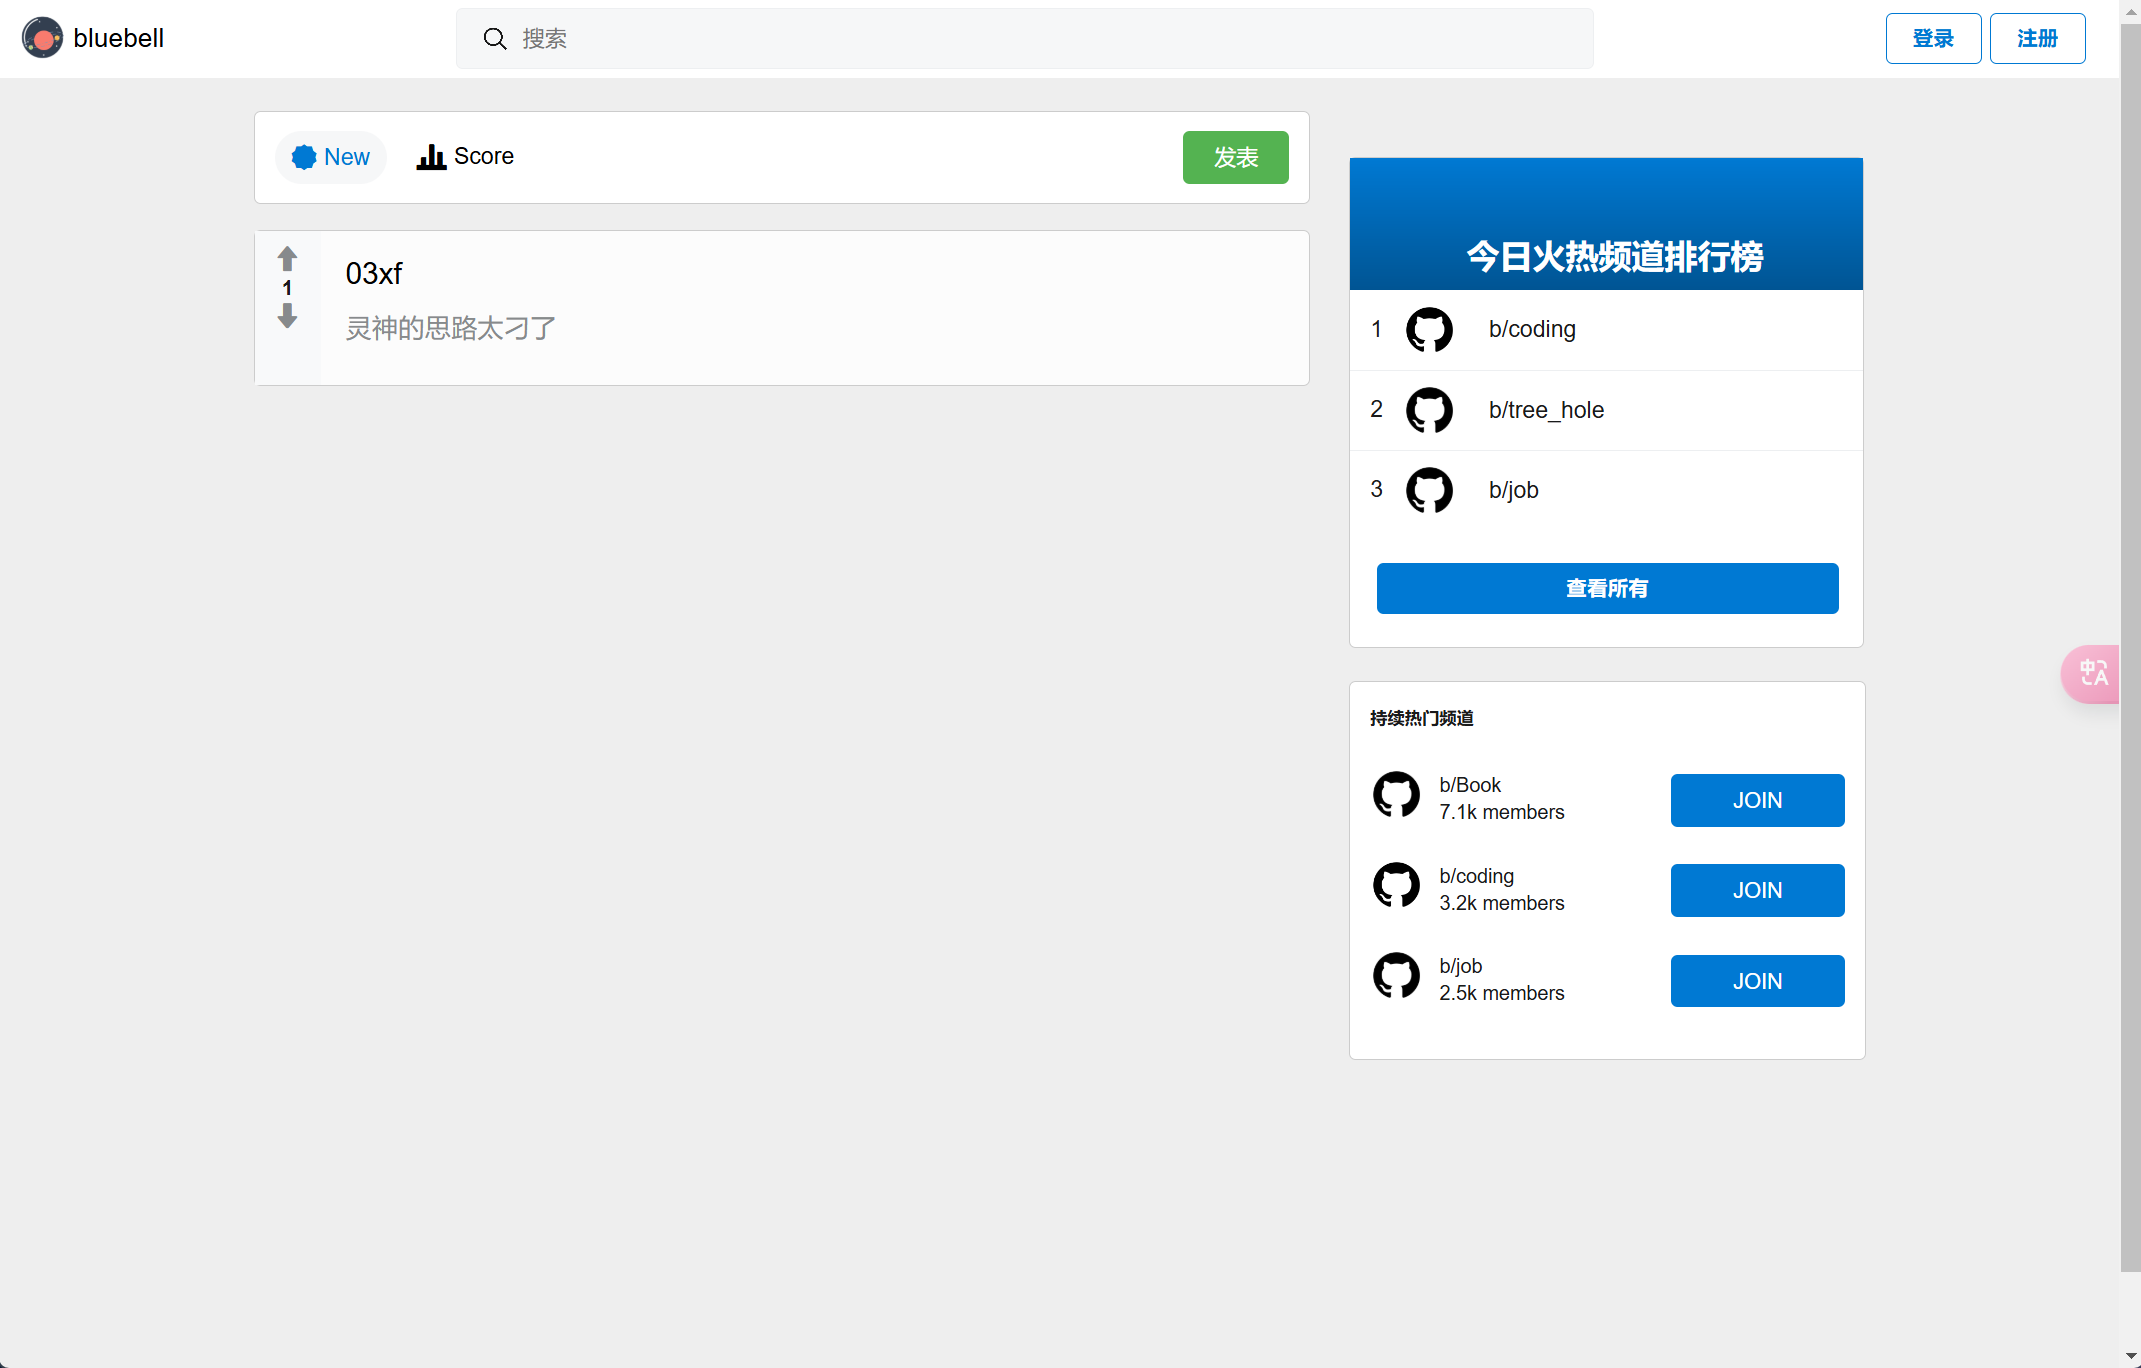 bluebell
搜索
登录
注册
New
Score
发表
1
03xf
灵神的思路太刁了
今日火热频道排行榜
1 b/coding
2 b/tree_hole
3 b/job
查看所有
持续热门频道
b/Book
7.1k members
JOIN
b/coding
3.2k members
JOIN
b/job
2.5k members
JOIN
中A